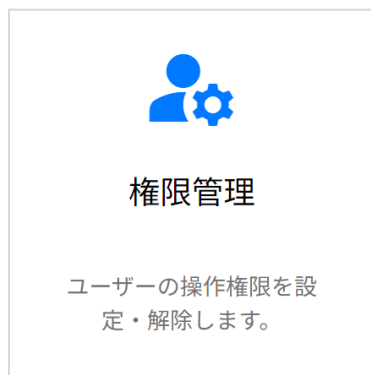 権限管理
ユーザーの操作権限を設
定・解除します。